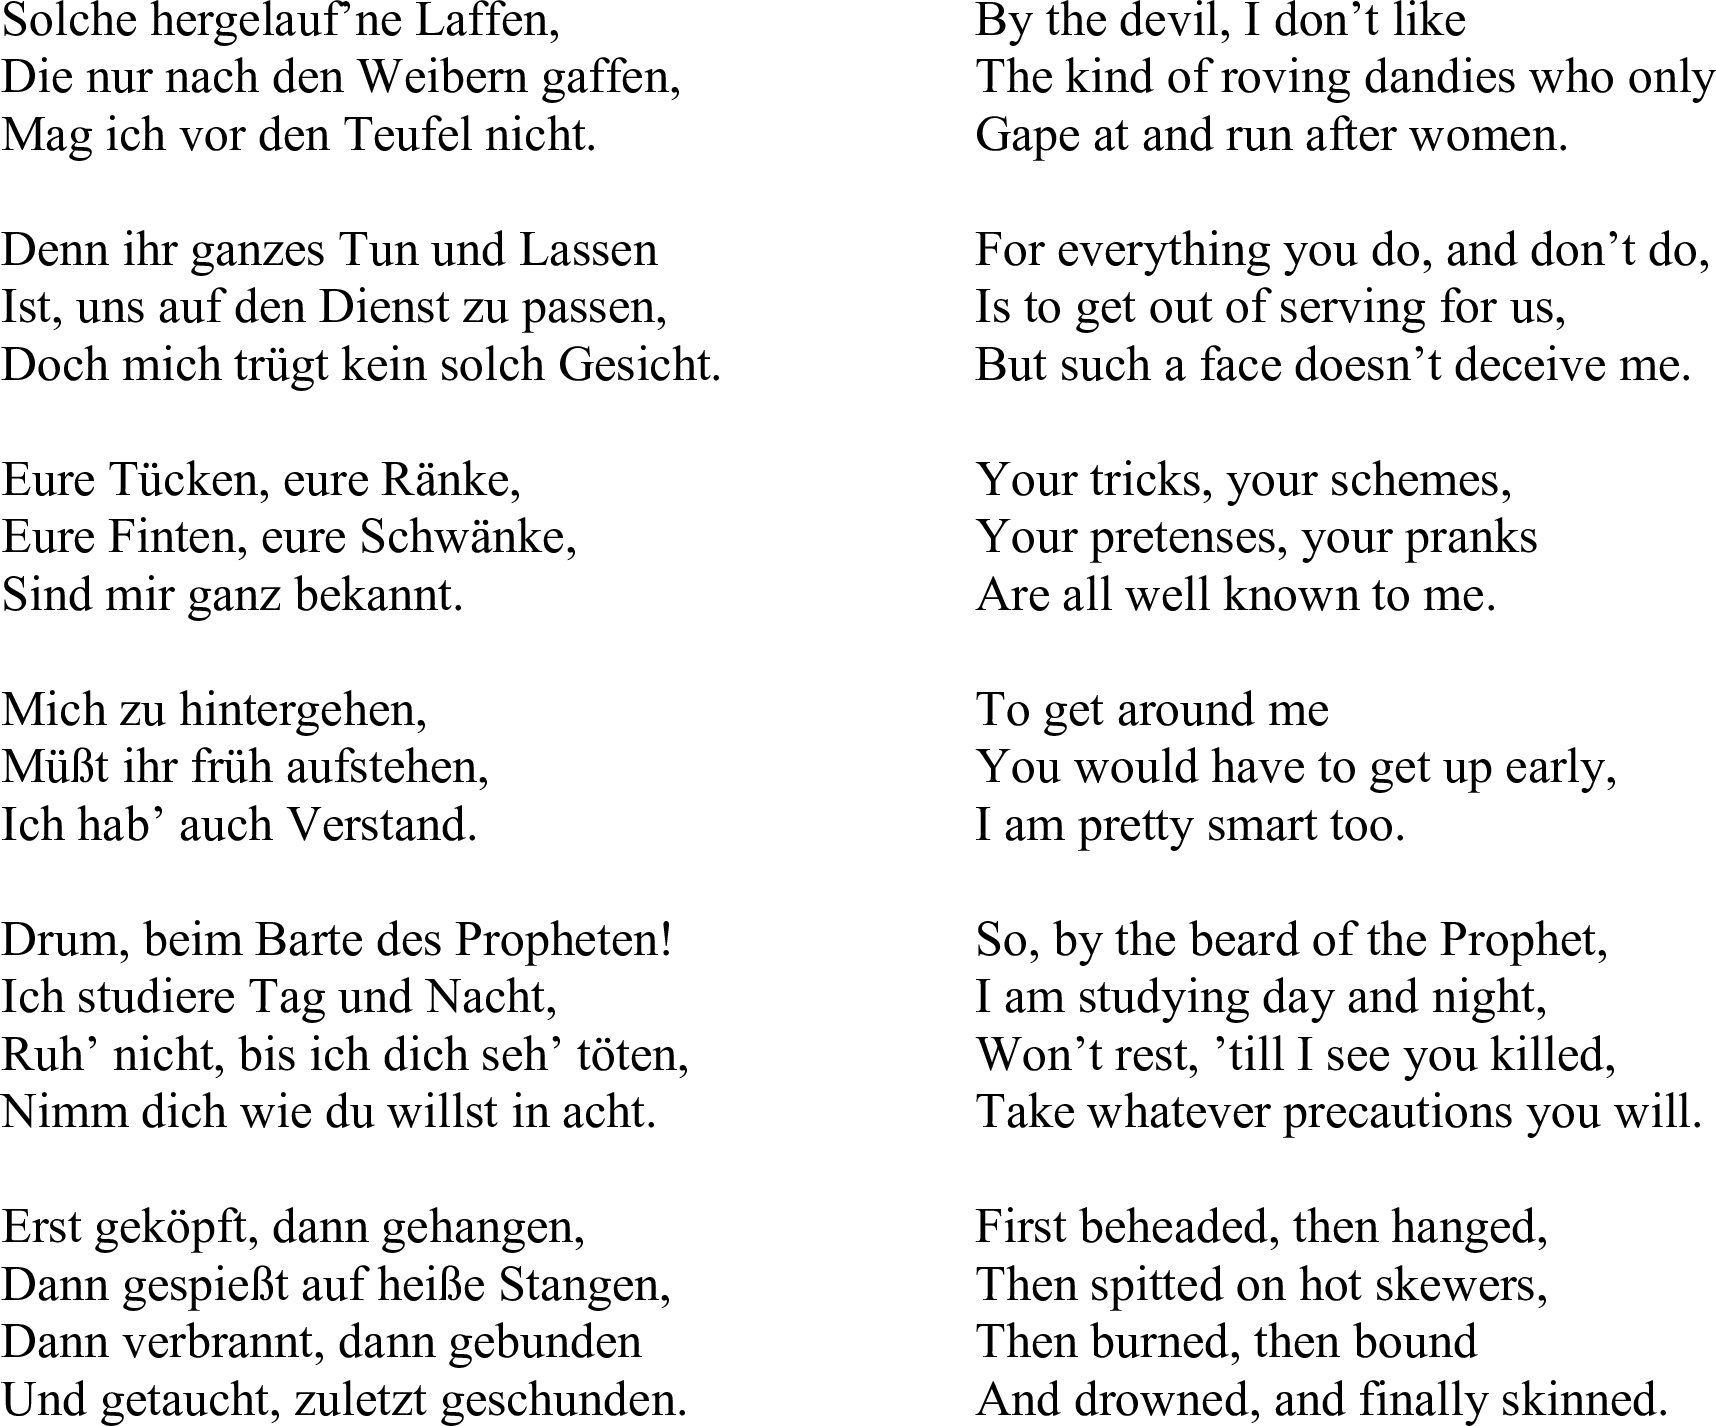 Solche hergelauf’ne Laffen,
Die nur nach den Weibern gaffen,
Mag ich vor den Teufel nicht.

Denn ihr ganzes Tun und Lassen
Ist, uns auf den Dienst zu passen,
Doch mich trügt kein solch Gesicht.

Eure Tücken, eure Ränke,
Eure Finten, eure Schwänke,
Sind mir ganz bekannt.

Mich zu hintergehen,
Müßt ihr früh aufstehen,
Ich hab’ auch Verstand.

Drum, beim Barte des Propheten!
Ich studiere Tag und Nacht,
Ruh’ nicht, bis ich dich seh’ töten,
Nimm dich wie du willst in acht.

Erst geköpft, dann gehangen,
Dann gespießt auf heiße Stangen,
Dann verbrannt, dann gebunden
Und getaucht, zuletzt geschunden.

By the devil, I don’t like
The kind of roving dandies who only
Gape at and run after women.

For everything you do, and don’t do,
Is to get out of serving for us,
But such a face doesn’t deceive me.

Your tricks, your schemes,
Your pretenses, your pranks
Are all well known to me.

To get around me
You would have to get up early,
I am pretty smart too.

So, by the beard of the Prophet,
I am studying day and night,
Won’t rest, ’till I see you killed,
Take whatever precautions you will.

First beheaded, then hanged,
Then spitted on hot skewers,
Then burned, then bound
And drowned, and finally skinned.